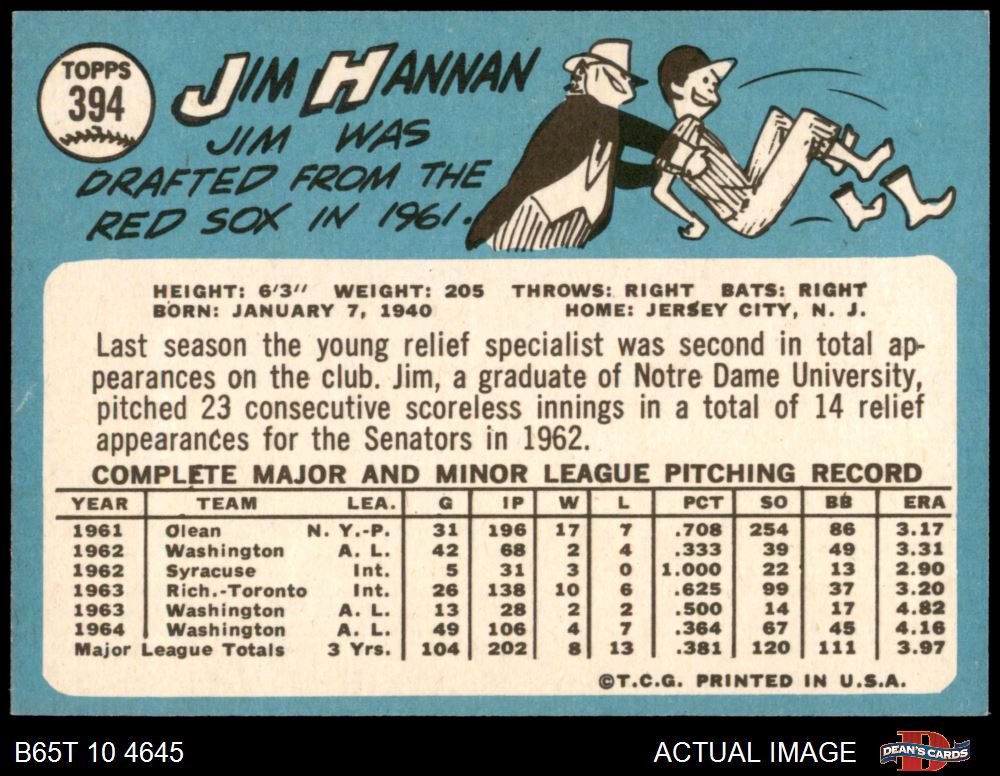 TOPPS
394
JIM HANNAN
JIM WAS
DRAFTED FROM THE
RED SOX IN 1961.
HEIGHT: 6'3" WEIGHT: 205 THROWS: RIGHT BATS: RIGHT
BORN: JANUARY 7, 1940 HOME: JERSEY CITY, N. J.
Last season the young relief specialist was second in total ap-
pearances on the club. Jim, a graduate of Notre Dame University,
pitched 23 consecutive scoreless innings in a total of 14 relief
appearances for the Senators in 1962.
COMPLETE MAJOR AND MINOR LEAGUE PITCHING RECORD
YEAR TEAM LEA. G IP W L PCT SO BB ERA
1961 Olean N. Y.-P. 31 196 17 7 .708 254 86 3.17
1962 Washington A. L. 42 68 2 4 .333 39 49 3.31
1962 Syracuse Int. 5 31 3 0 1.000 22 13 2.90
1963 Rich.-Toronto Int. 26 138 10 6 .625 99 37 3.20
1963 Washington A. L. 13 28 2 2 .500 14 17 4.82
1964 Washington A. L. 49 106 4 7 .364 67 45 4.16
Major League Totals 3 Yrs. 104 202 8 13 .381 120 111 3.97
©T.C.G. PRINTED IN U.S.A.
B65T 10 4645 ACTUAL IMAGE DEAN'S CARDS